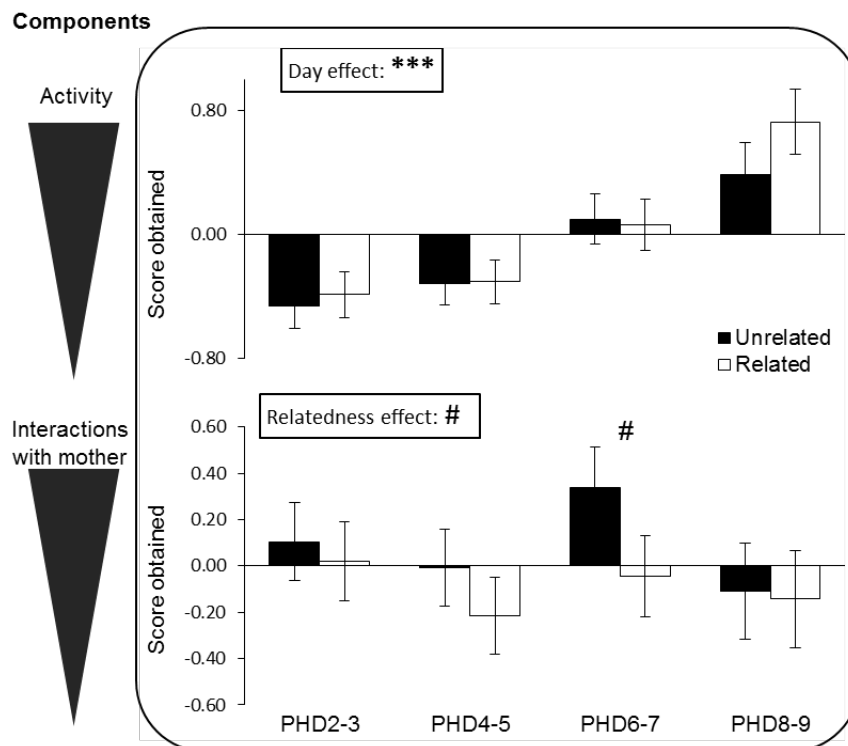 Components
Activity
Day effect: ***
Score obtained
0.80
0.00
-0.80
Unrelated
Related
Interactions
with mother
Relatedness effect: #
#
Score obtained
0.60
0.40
0.20
0.00
-0.20
-0.40
-0.60
PHD2-3 PHD4-5 PHD6-7 PHD8-9